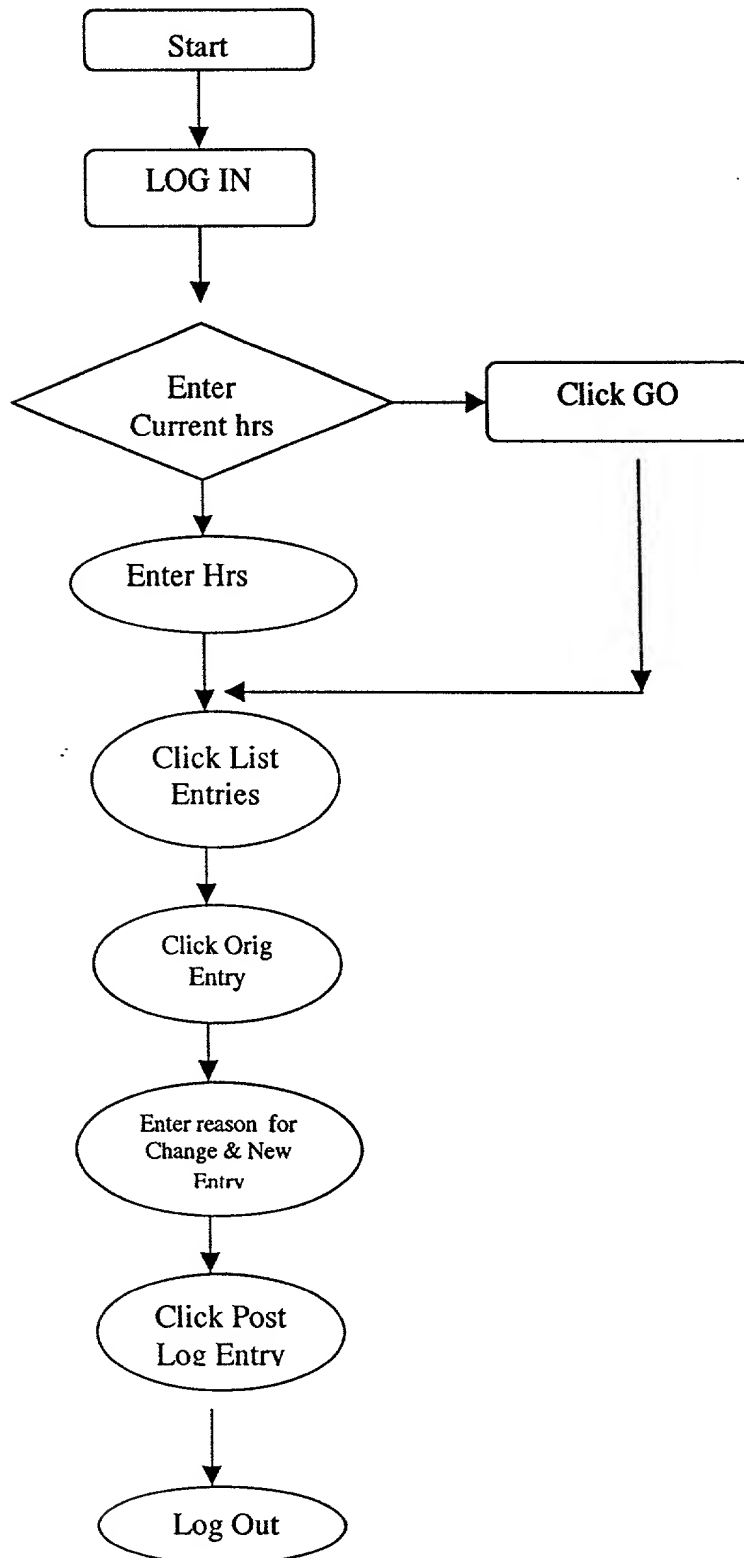 Start
LOG IN
Enter
Current hrs
Click GO
Enter Hrs
Click List
Entries
Click Orig
Entry
Enter reason for
Change & New
Entry
Click Post
Log Entry
Log Out